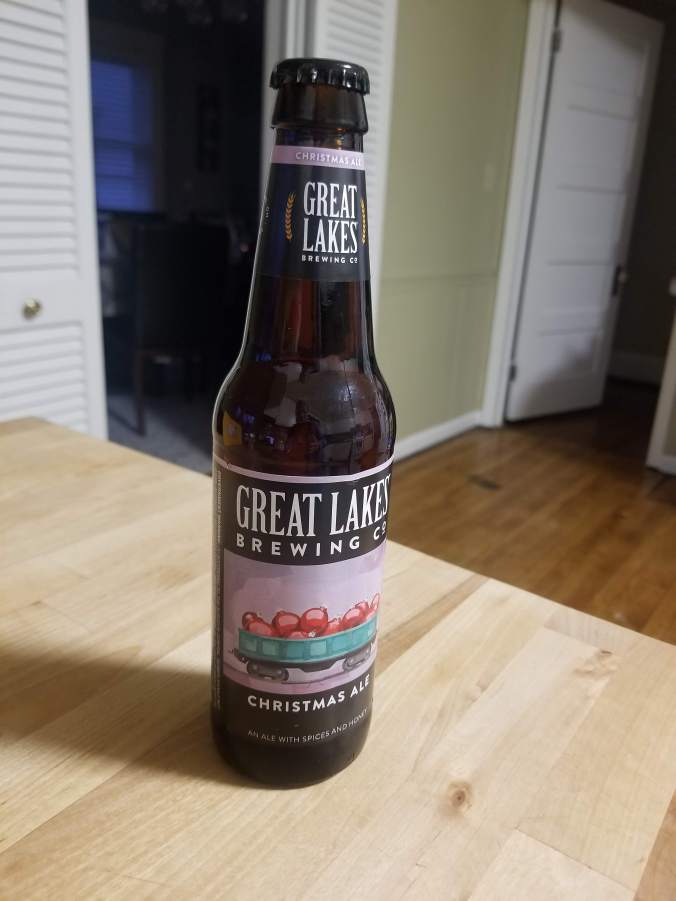 CHRISTMAS ALE
GREAT
LAKES
BREWING CO
GREAT LAKES
BREWING CO
CHRISTMAS ALE
AN ALE WITH SPICES AND HONEY